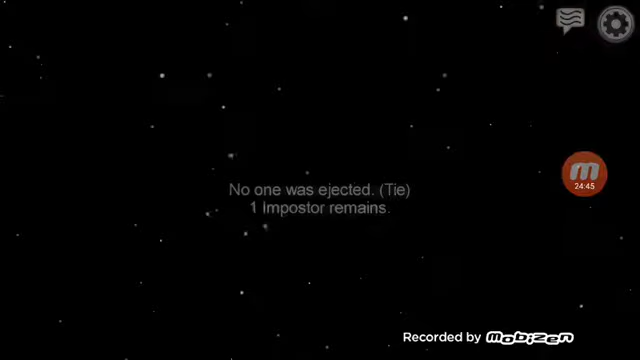 No one was ejected. (Tie)
1 Impostor remains.
m
24:45
Recorded by mobizen